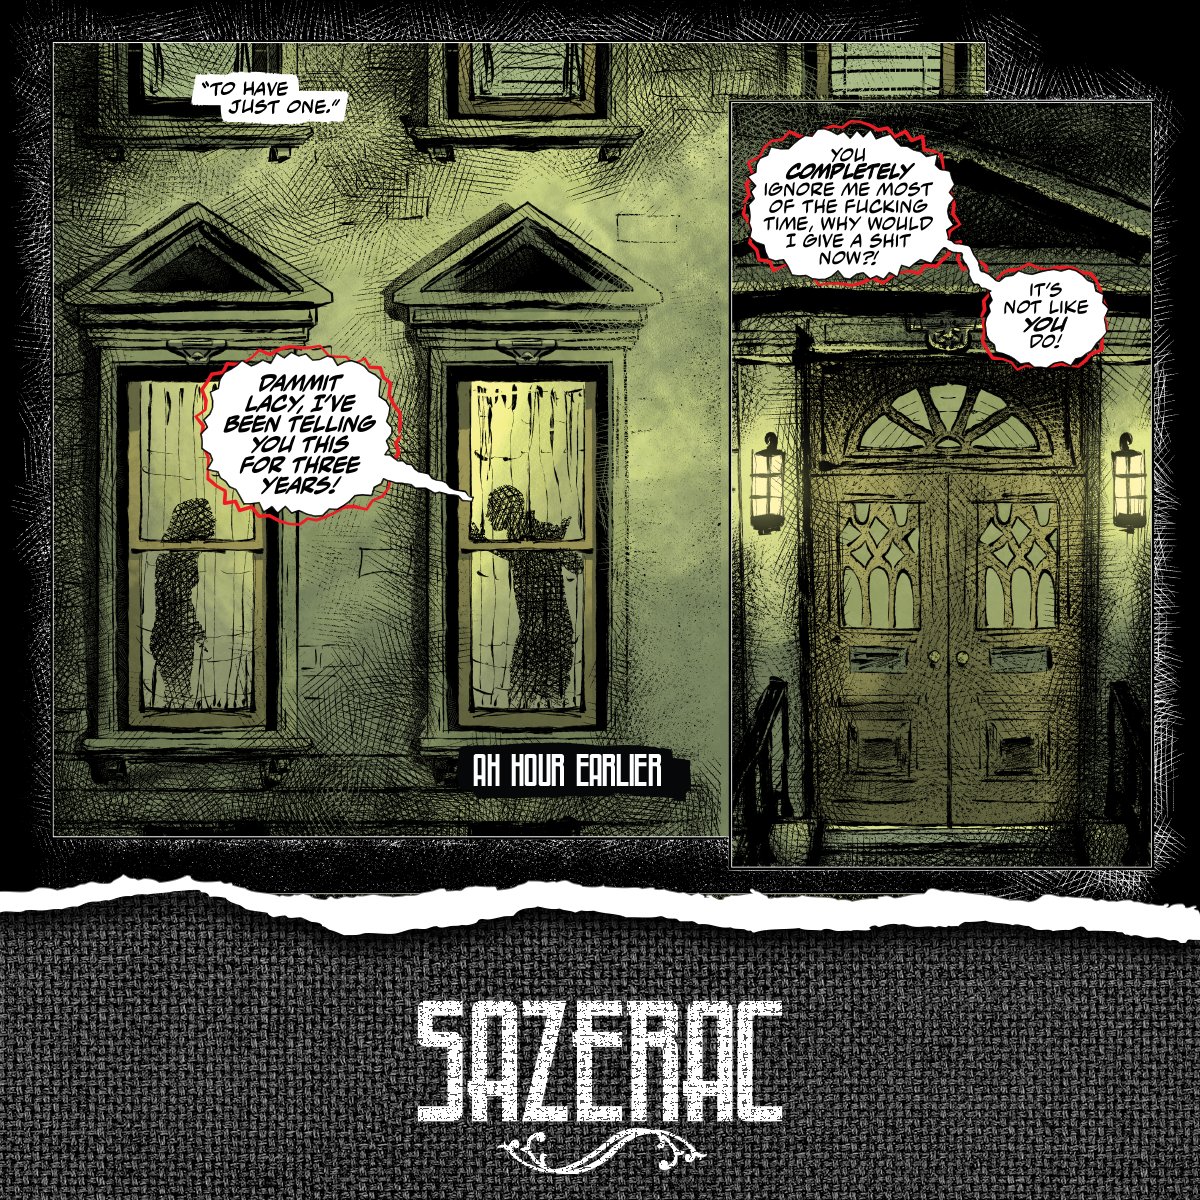 "TO HAVE
JUST ONE."
DAMMIT
LACY, I'VE
BEEN TELLING
YOU THIS
FOR THREE
YEARS!
AN HOUR EARLIER
YOU
COMPLETELY
IGNORE ME MOST
OF THE FUCKING
TIME, WHY WOULD
I GIVE A SHIT
NOW?!
IT'S
NOT LIKE
YOU
DO!
SAZERAC